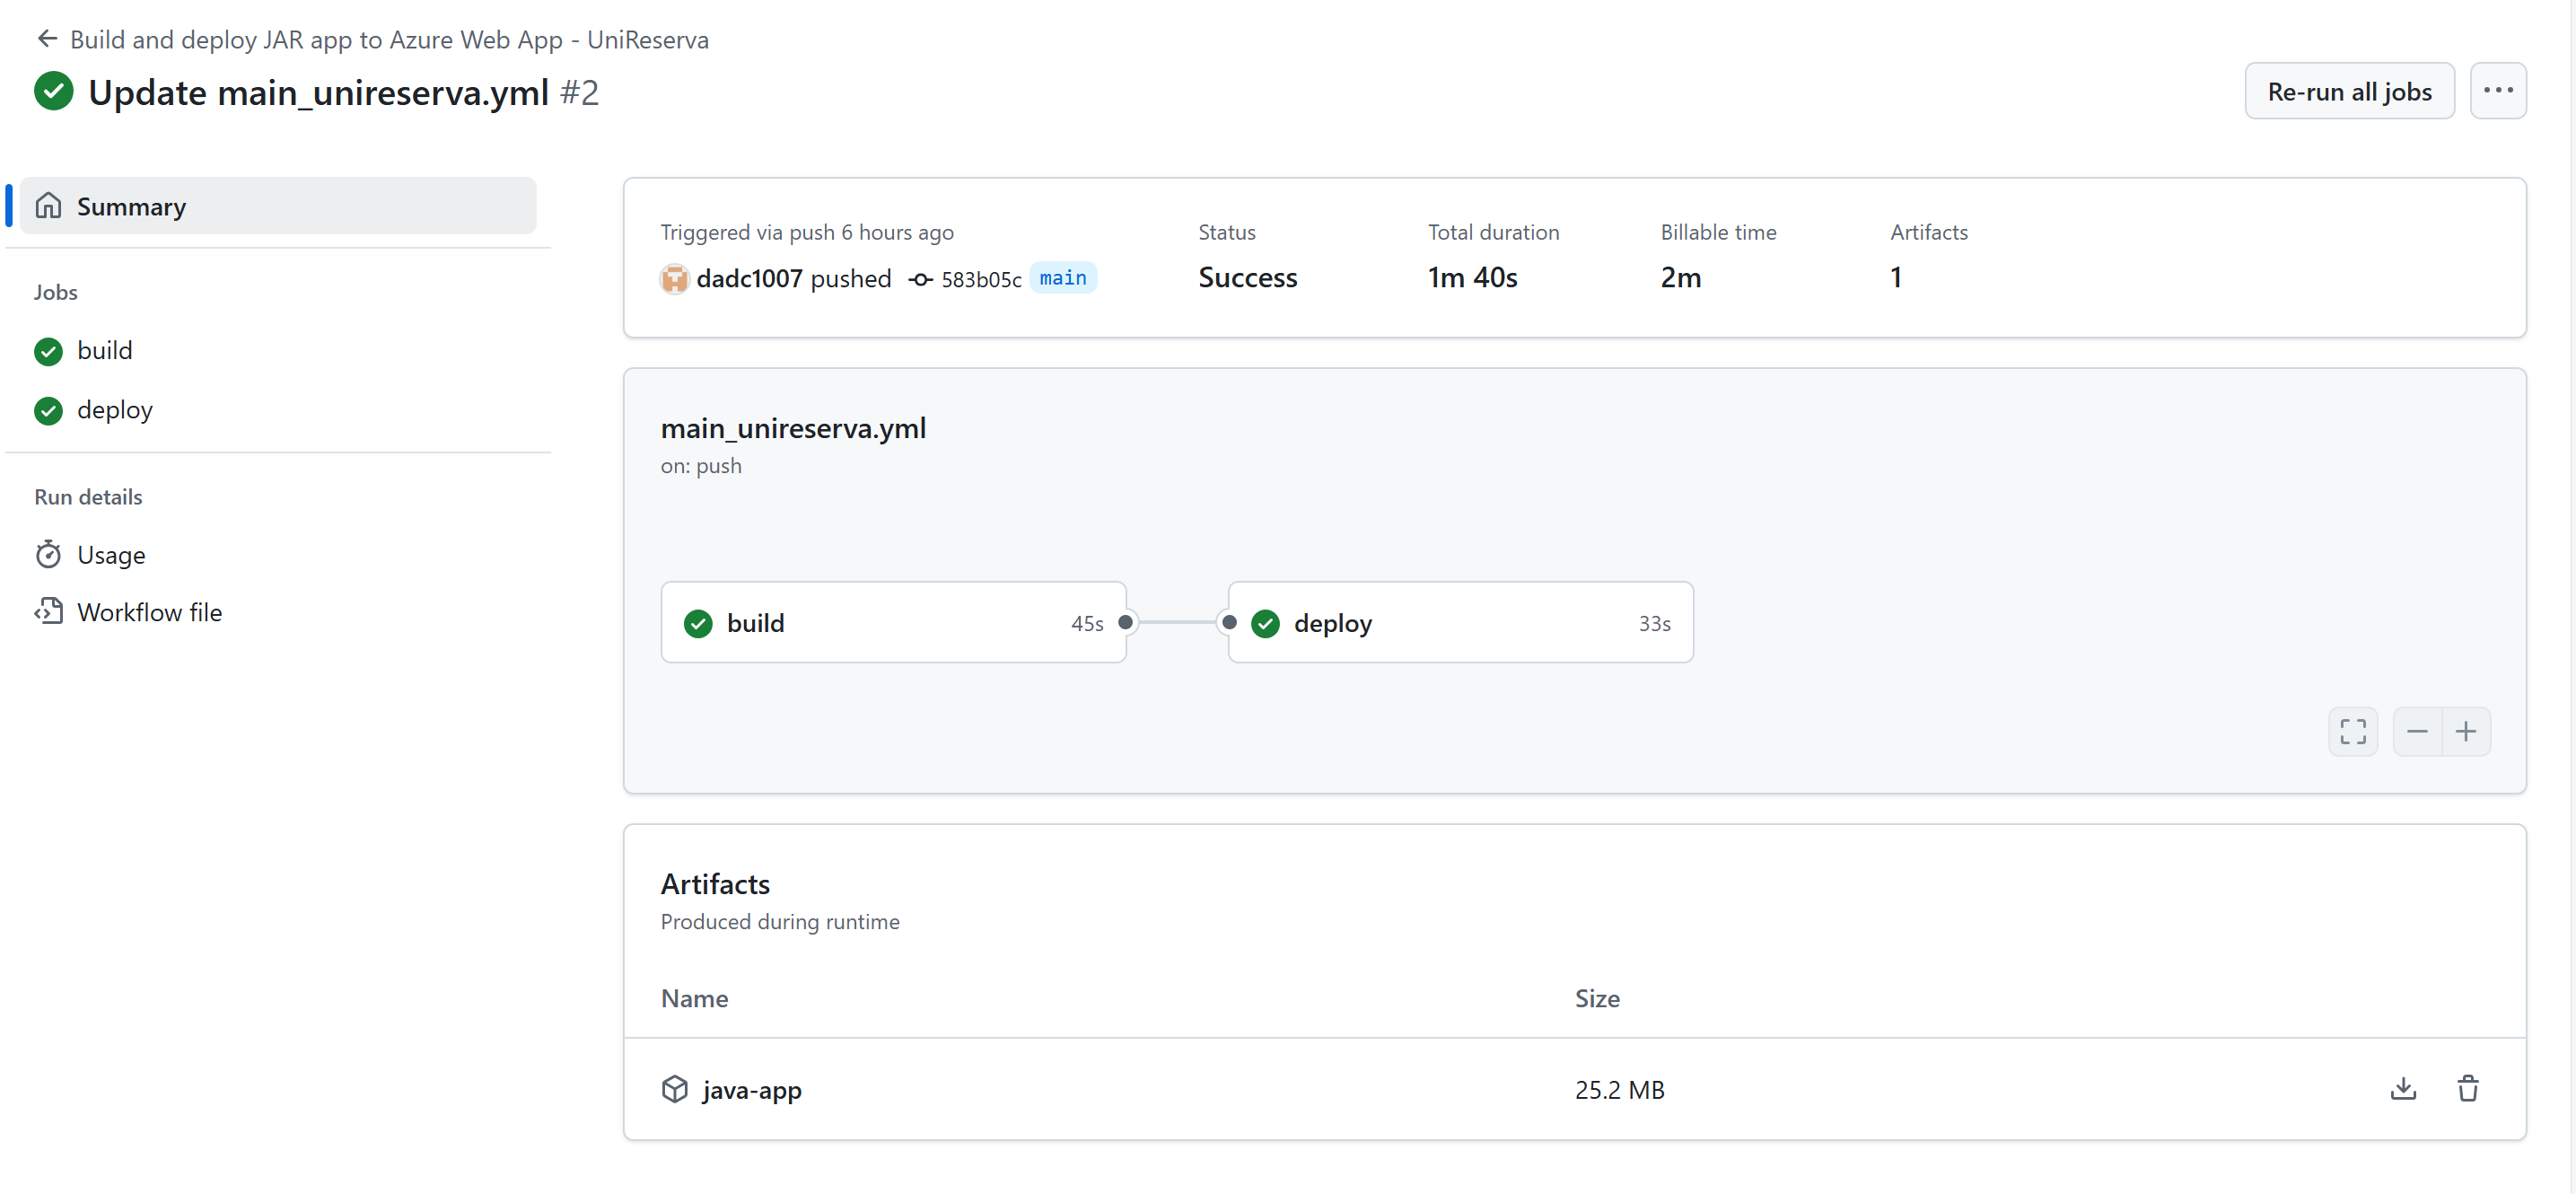 Build and deploy JAR app to Azure Web App - UniReserva
Update main_unireserva.yml #2
Re-run all jobs
Summary
Jobs
build
deploy
Run details
Usage
Workflow file
Triggered via push 6 hours ago
dadc1007 pushed 583b05c main
Status
Success
Total duration
1m 40s
Billable time
2m
Artifacts
1
main_unireserva.yml
on: push
build 45s
deploy 33s
Artifacts
Produced during runtime
Name Size
java-app 25.2 MB